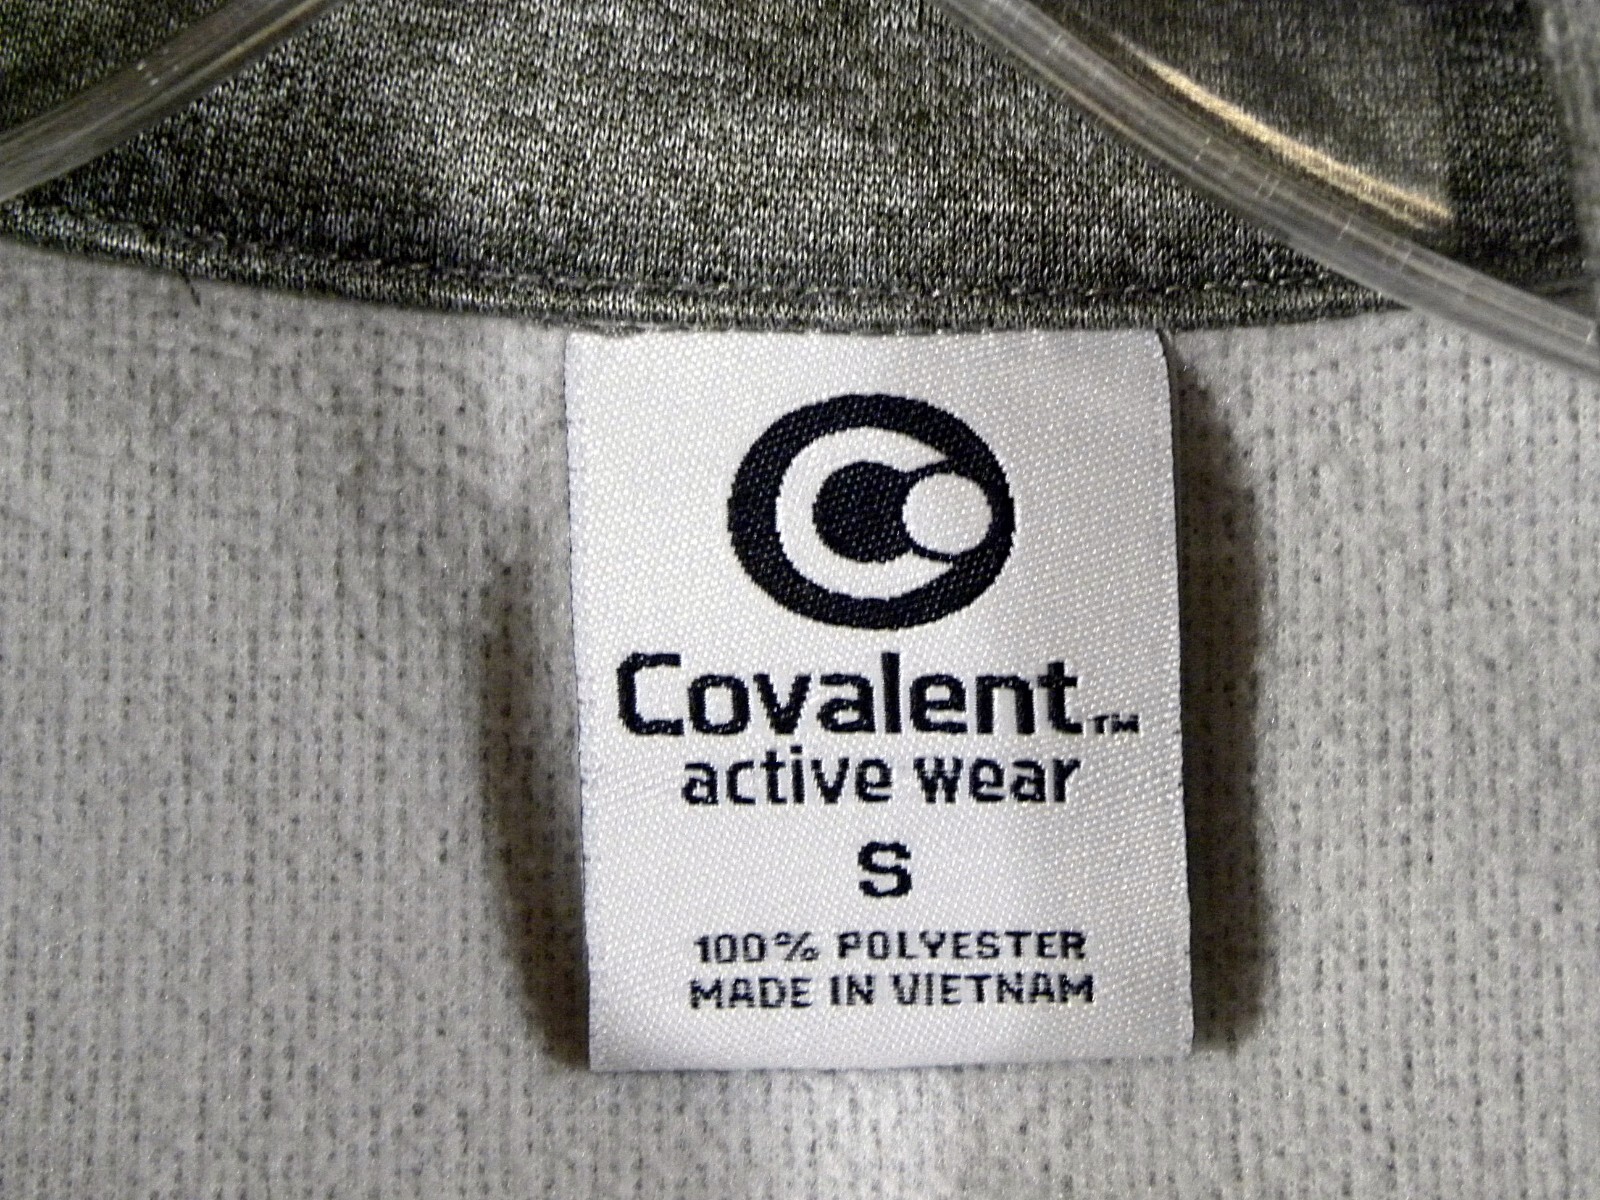 Covalent™
active wear
S
100% POLYESTER
MADE IN VIETNAM